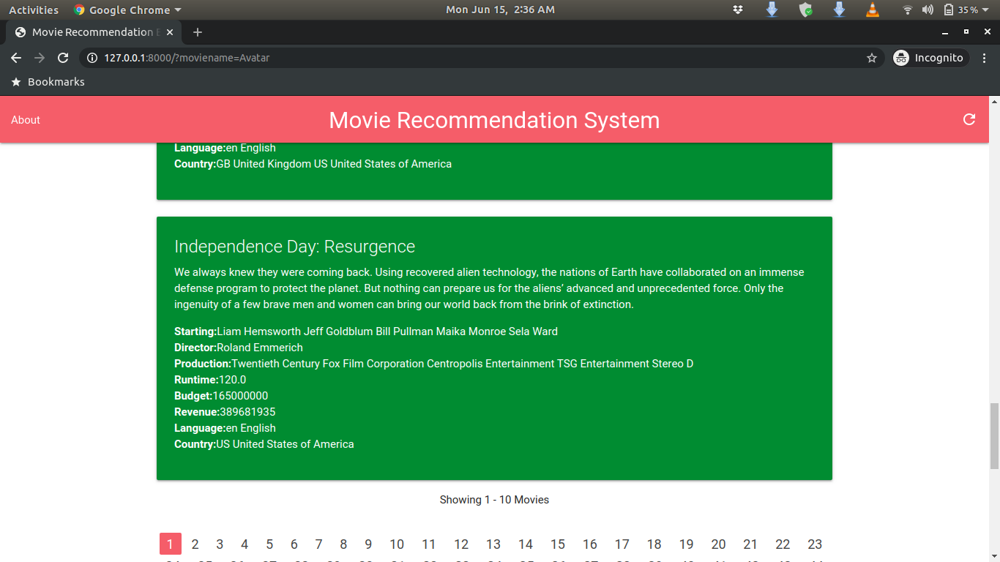 Activities Google Chrome Mon Jun 15, 2:36 AM 35 %
Movie Recommendation
127.0.0.1:8000/?moviename=Avatar Incognito
Bookmarks
About Movie Recommendation System
Language:en English
Country:GB United Kingdom US United States of America
Independence Day: Resurgence
We always knew they were coming back. Using recovered alien technology, the nations of Earth have collaborated on an immense
defense program to protect the planet. But nothing can prepare us for the aliens’ advanced and unprecedented force. Only the
ingenuity of a few brave men and women can bring our world back from the brink of extinction.
Starting:Liam Hemsworth Jeff Goldblum Bill Pullman Maika Monroe Sela Ward
Director:Roland Emmerich
Production:Twentieth Century Fox Film Corporation Centropolis Entertainment TSG Entertainment Stereo D
Runtime:120.0
Budget:165000000
Revenue:389681935
Language:en English
Country:US United States of America
Showing 1 - 10 Movies
1 2 3 4 5 6 7 8 9 10 11 12 13 14 15 16 17 18 19 20 21 22 23